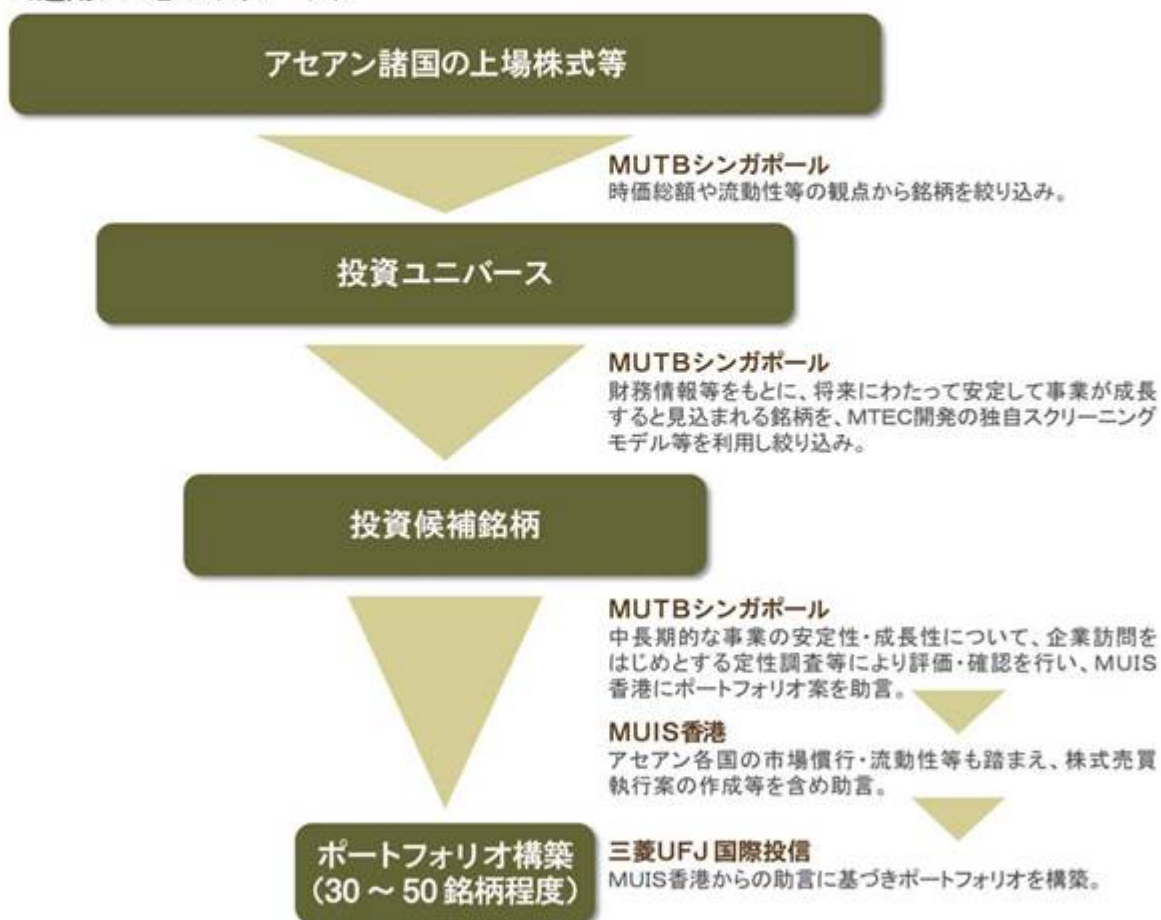 アセアン諸国の上場株式等
MUTBシンガポール
時価総額や流動性等の観点から銘柄を絞り込み。
投資ユニバース
MUTBシンガポール
財務情報等をもとに、将来にわたって安定して事業が成長
すると見込まれる銘柄を、MTEC開発の独自スクリーニング
モデル等を利用し絞り込み。
投資候補銘柄
MUTBシンガポール
中長期的な事業の安定性・成長性について、企業訪問を
はじめとする定性調査等により評価・確認を行い、MUIS
香港にポートフォリオ案を助言。
MUIS香港
アセアン各国の市場慣行・流動性等も踏まえ、株式売買
執行案の作成等を含め助言。
ポートフォリオ構築
（30～50銘柄程度）
三菱UFJ国際投信
MUIS香港からの助言に基づきポートフォリオを構築。